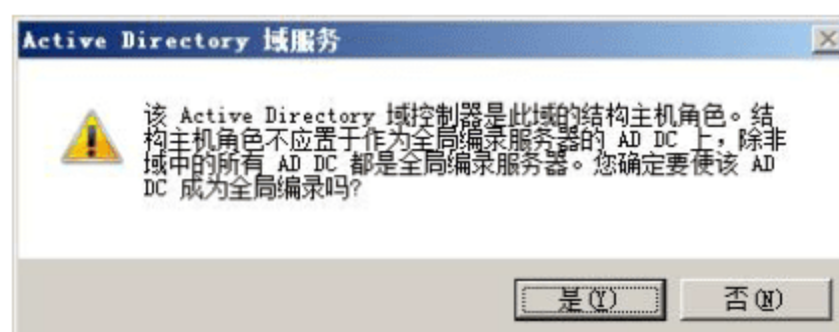 Active Directory 域服务
该 Active Directory 域控制器是此域的结构主机角色。结
构主机角色不应置于作为全局编录服务器的 AD DC 上，除非
域中的所有 AD DC 都是全局编录服务器。您确定要使该 AD
DC 成为全局编录吗?
是(Y)
否(N)